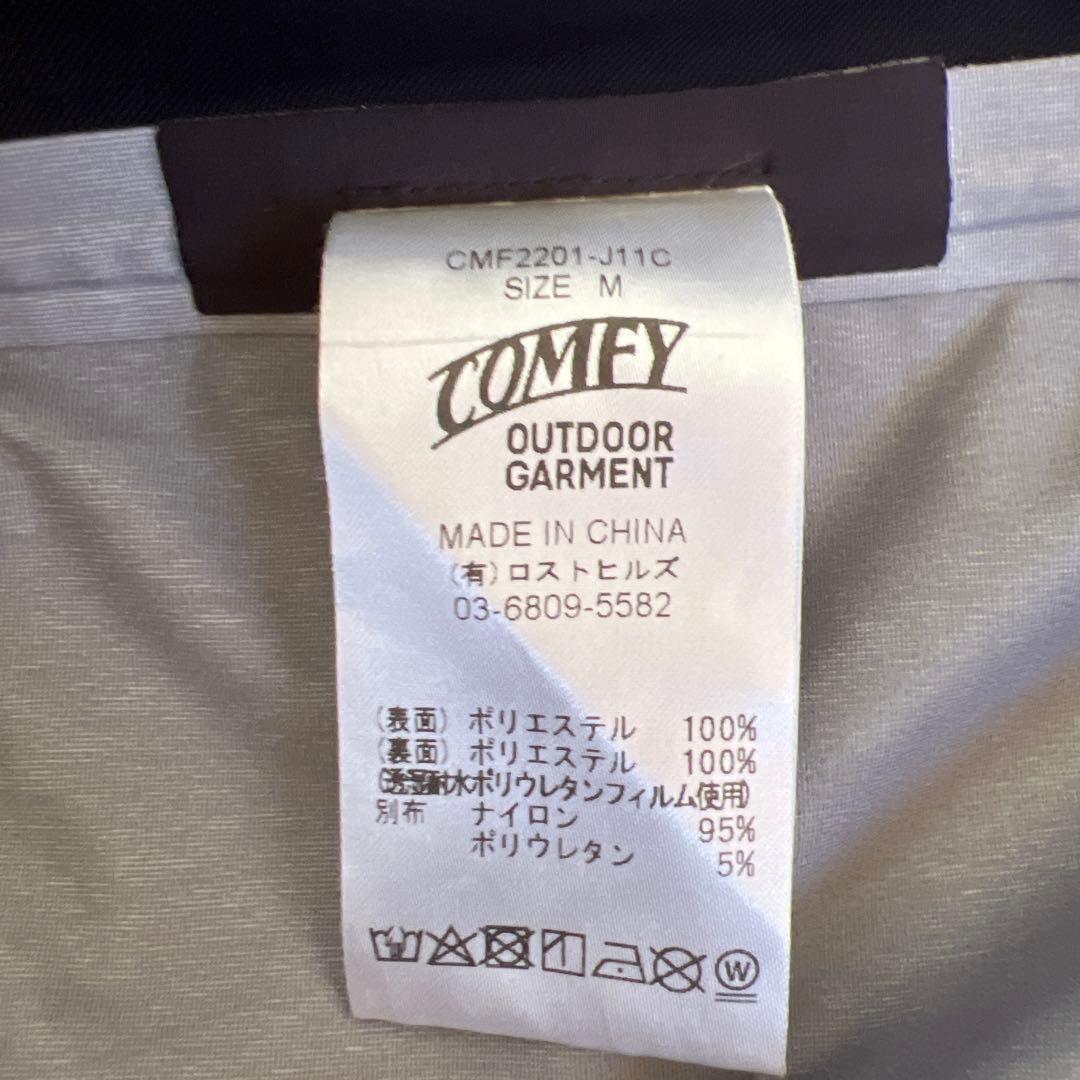 CMF2201-J11C
SIZE M
COMFY
OUTDOOR
GARMENT
MADE IN CHINA
(有)ロストヒルズ
03-6809-5582
(表面) ポリエステル 100%
(裏面) ポリエステル 100%
(透湿耐水ポリウレタンフィルム使用)
別布 ナイロン 95%
ポリウレタン 5%
W